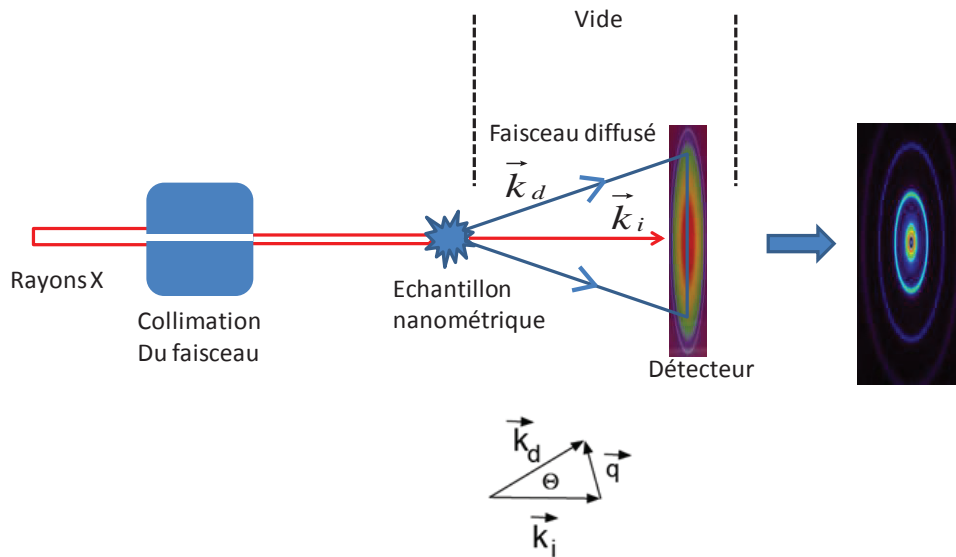 Vide
Faisceau diffusé
k d
k i
Rayons X
Collimation
Du faisceau
Echantillon
nanométrique
Détecteur
k d
Θ
q
k i